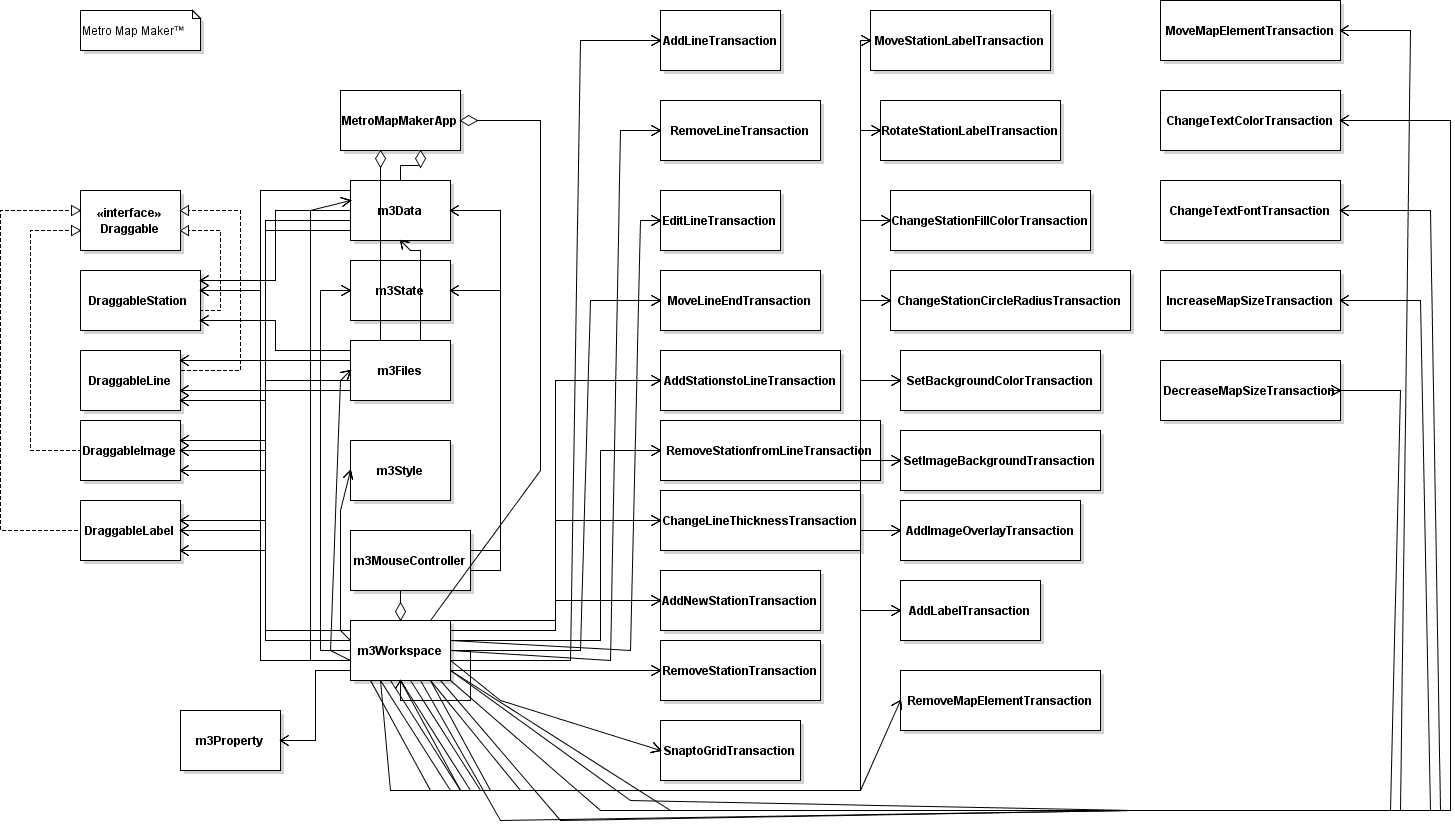 Metro Map Maker™
MetroMapMakerApp
«interface»
Draggable
DraggableStation
DraggableLine
DraggableImage
DraggableLabel
m3Data
m3State
m3Files
m3Style
m3MouseController
m3Workspace
m3Property
AddLineTransaction
RemoveLineTransaction
EditLineTransaction
MoveLineEndTransaction
AddStationstoLineTransaction
RemoveStationfromLineTransaction
ChangeLineThicknessTransaction
AddNewStationTransaction
RemoveStationTransaction
SnaptoGridTransaction
MoveStationLabelTransaction
RotateStationLabelTransaction
ChangeStationFillColorTransaction
ChangeStationCircleRadiusTransaction
SetBackgroundColorTransaction
SetImageBackgroundTransaction
AddImageOverlayTransaction
AddLabelTransaction
RemoveMapElementTransaction
MoveMapElementTransaction
ChangeTextColorTransaction
ChangeTextFontTransaction
IncreaseMapSizeTransaction
DecreaseMapSizeTransaction